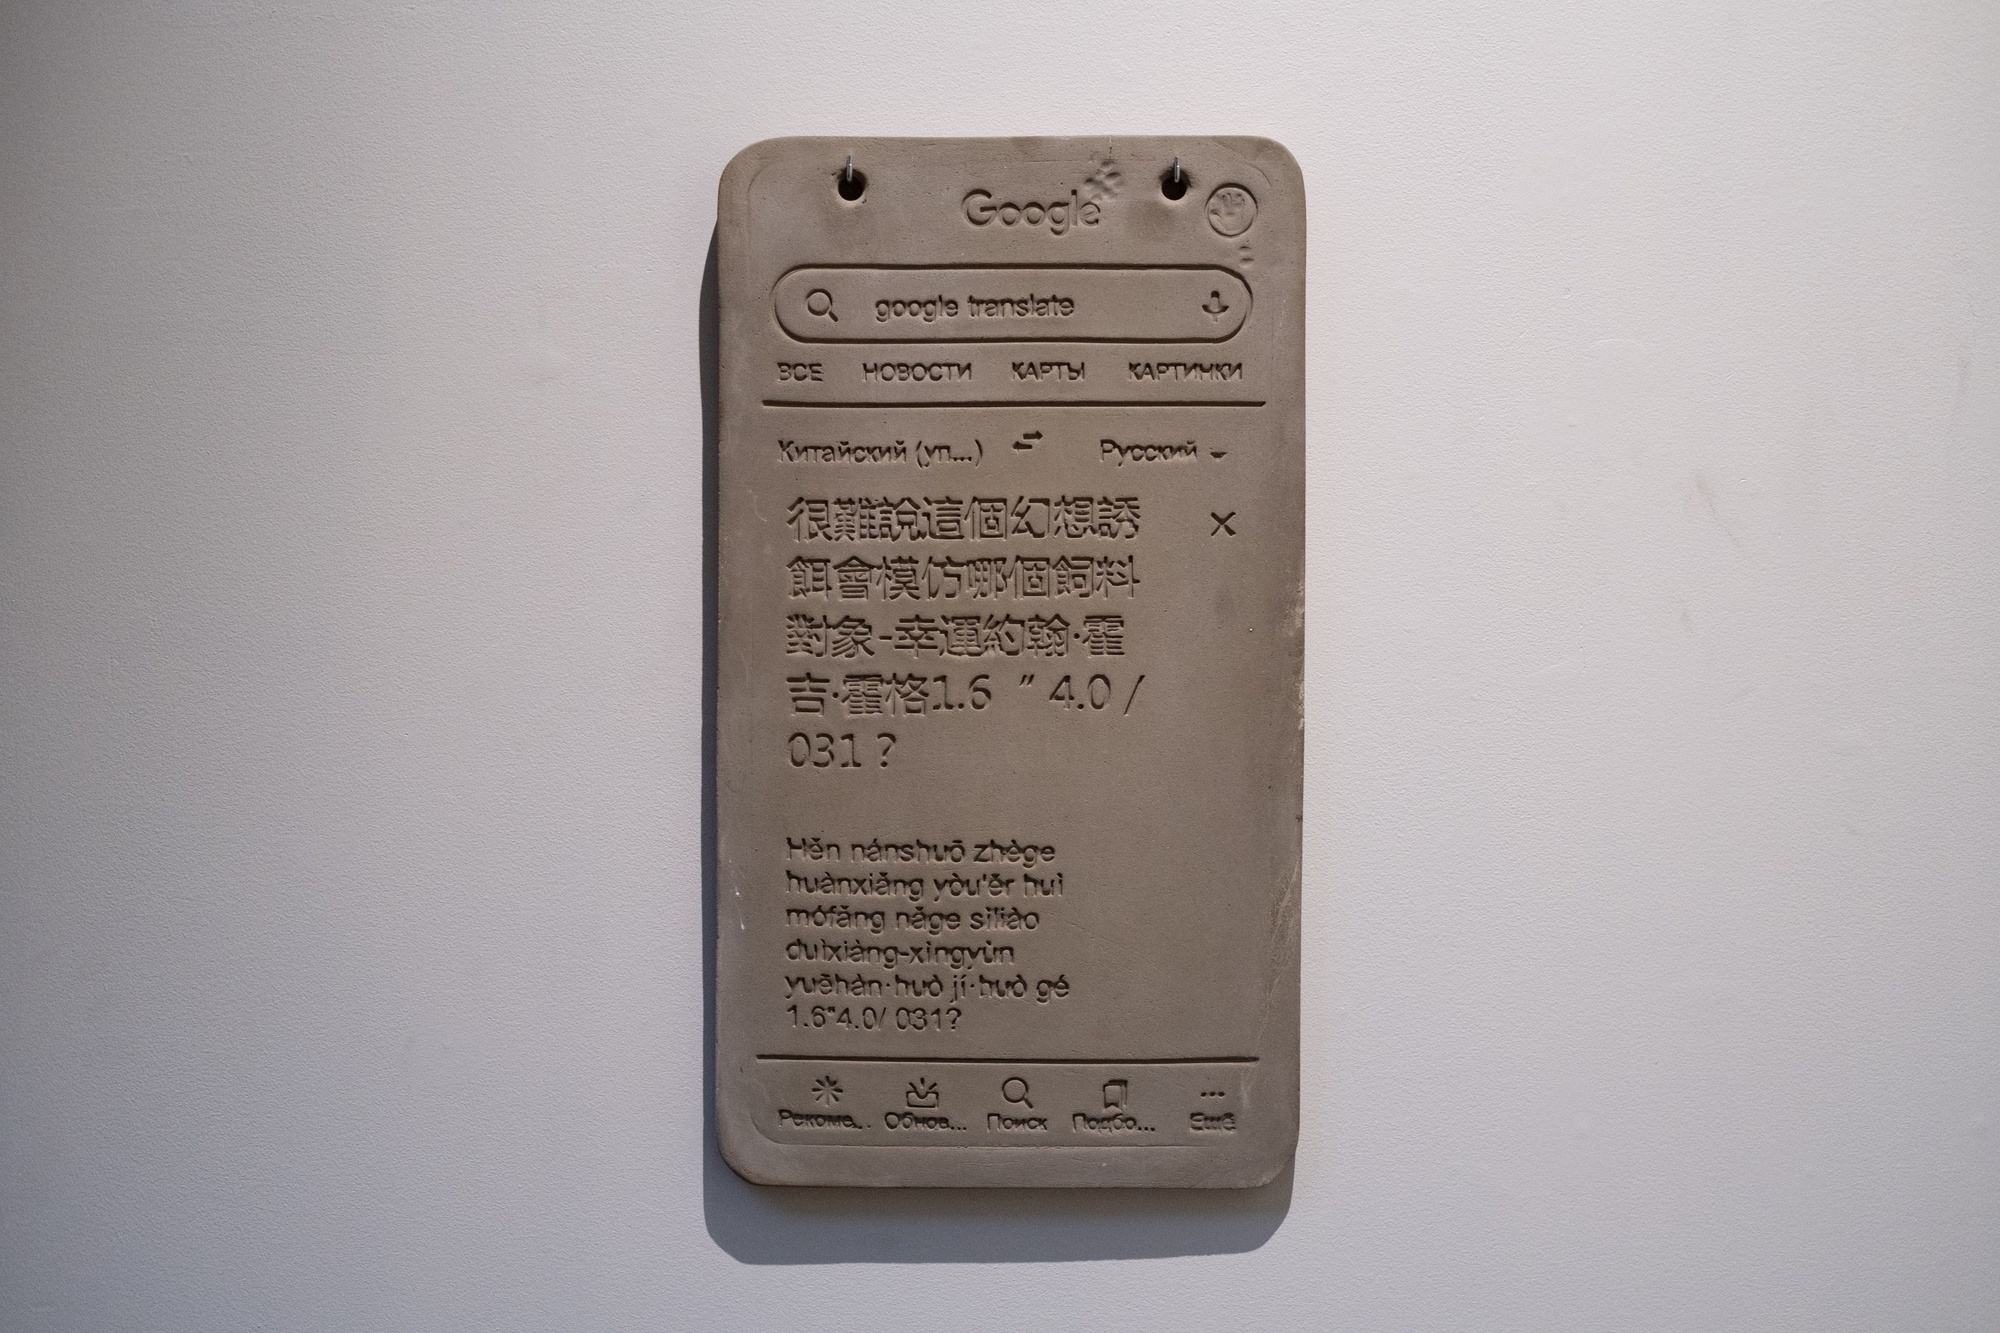 Google
google translate
ВСЕ НОВОСТИ КАРТЫ КАРТИНКИ
Китайский (уп...) Русский
很難說這個幻想誘
餌會模仿哪個飼料
對象-幸運約翰·霍
吉·霍格1.6 " 4.0 /
031？
Hěn nánshuō zhège
huànxiǎng yòu'ěr huì
mófǎng nǎge sìliào
duìxiàng-xìngyùn
yuēhàn·huò jí·huò gé
1.6"4.0/ 031?
Рекоме... Обнов... Поиск Подбо... Ещё